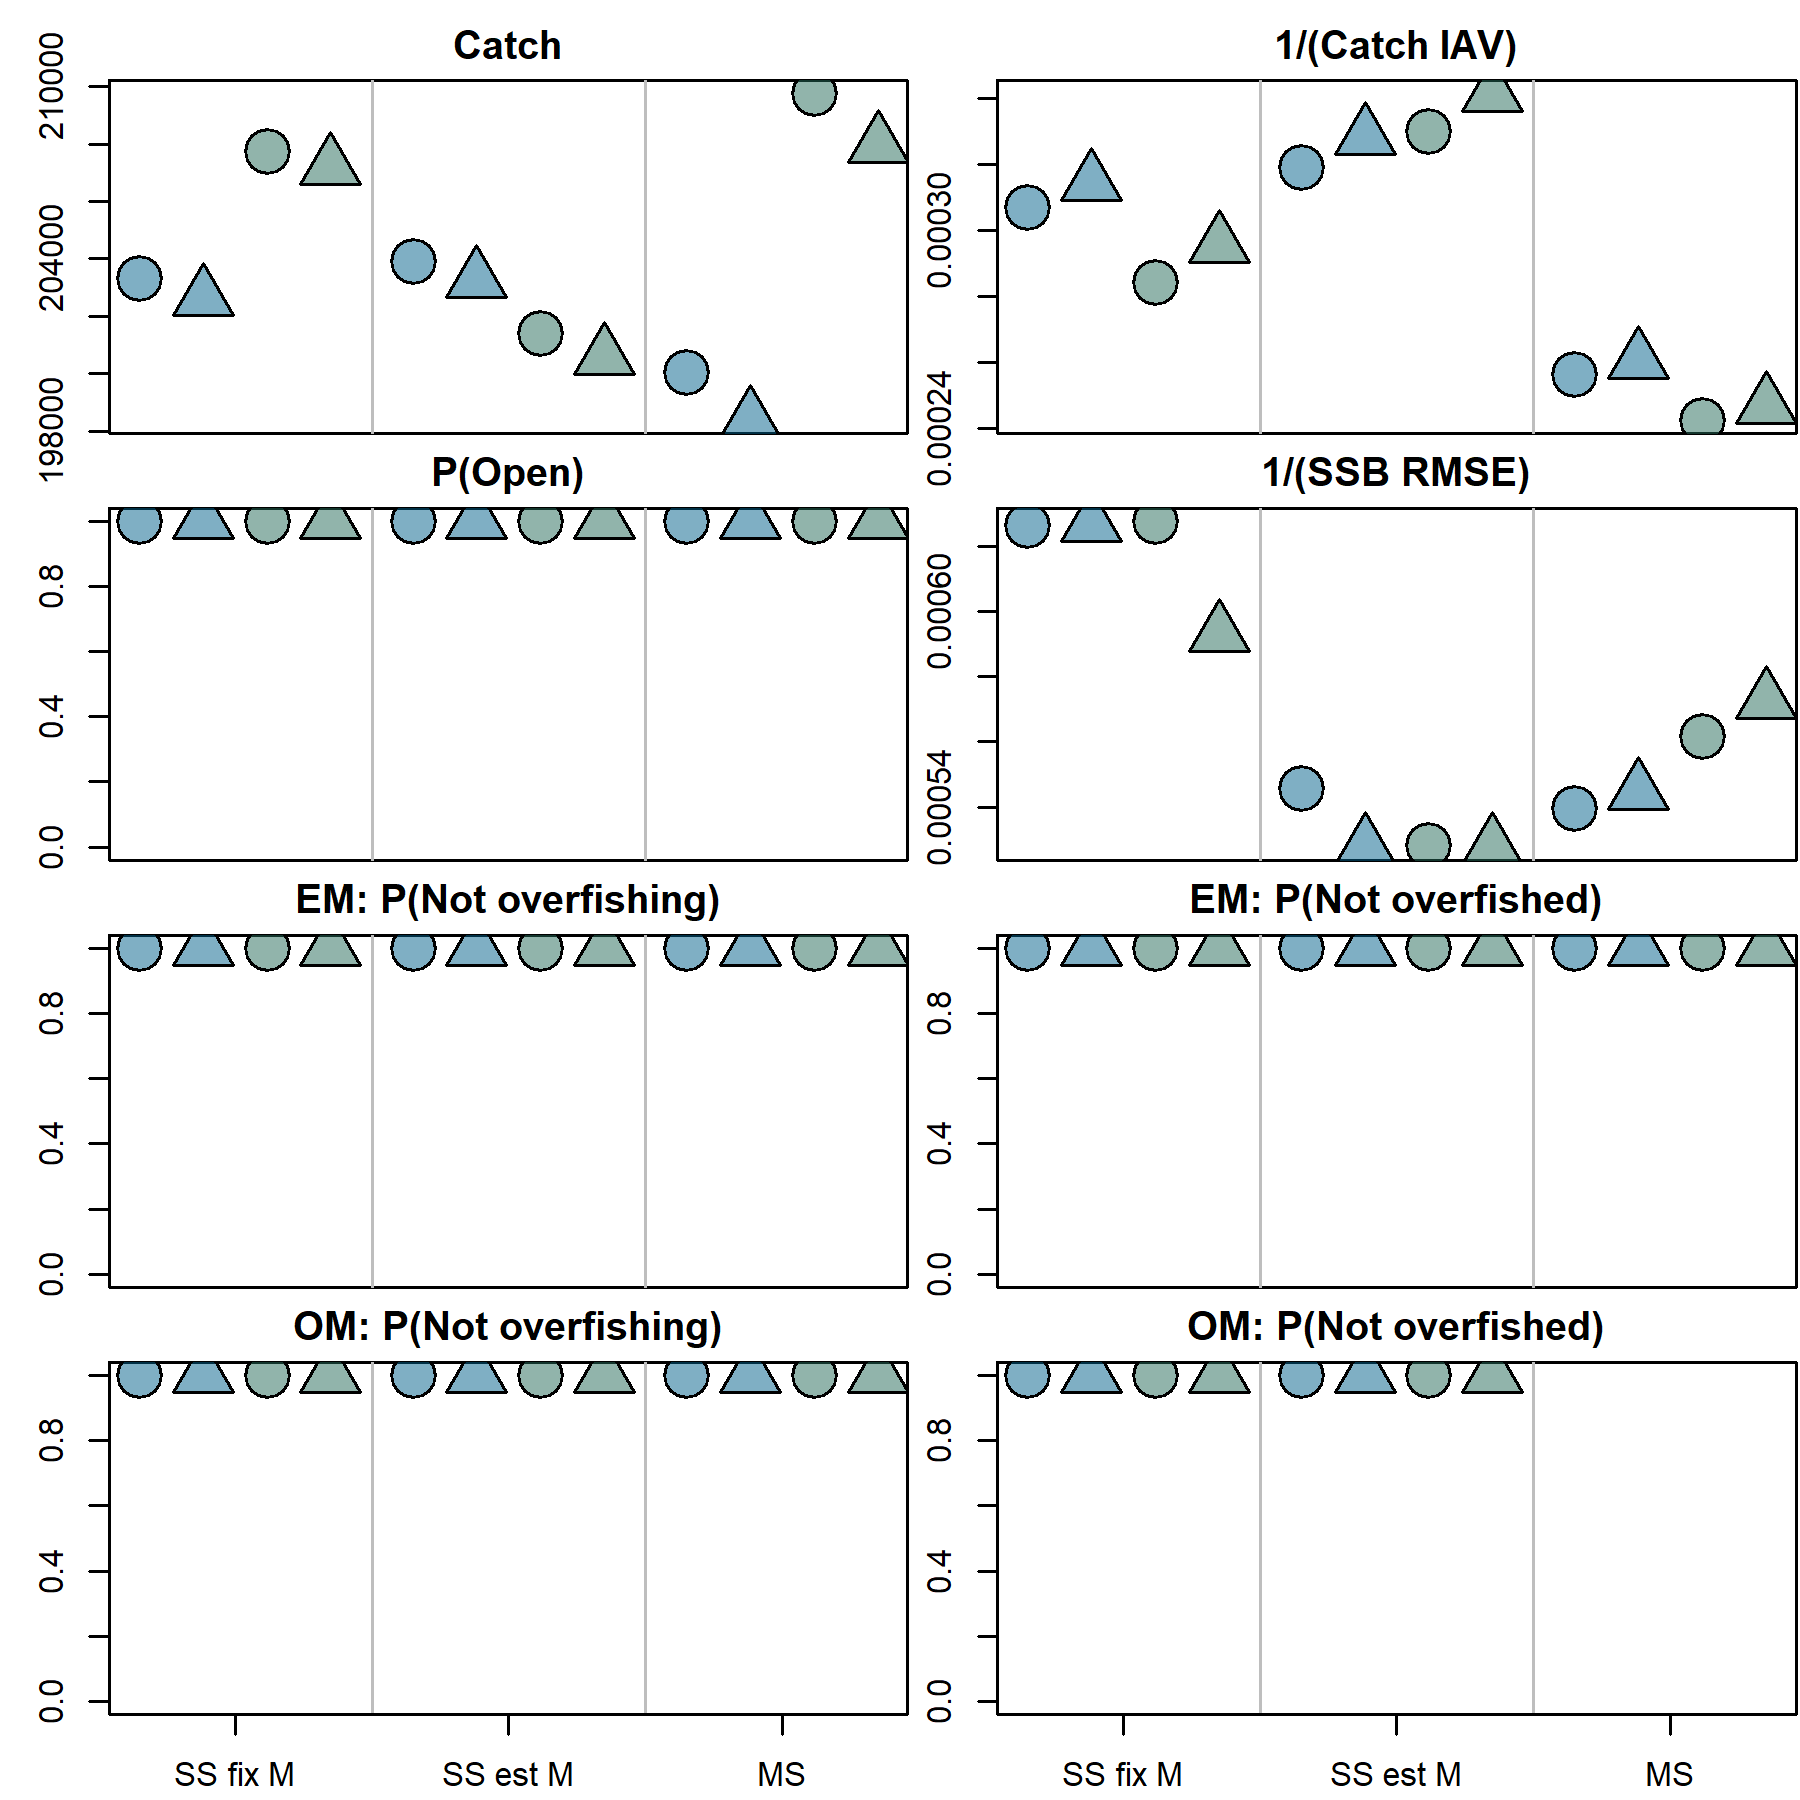 Catch
1/(Catch IAV)
210000
204000
198000
0.00030
0.00024
P(Open)
1/(SSB RMSE)
0.8
0.4
0.0
0.00060
0.00054
EM: P(Not overfishing)
EM: P(Not overfished)
0.8
0.4
0.0
0.8
0.4
0.0
OM: P(Not overfishing)
OM: P(Not overfished)
0.8
0.4
0.0
0.8
0.4
0.0
SS fix M
SS est M
MS
SS fix M
SS est M
MS